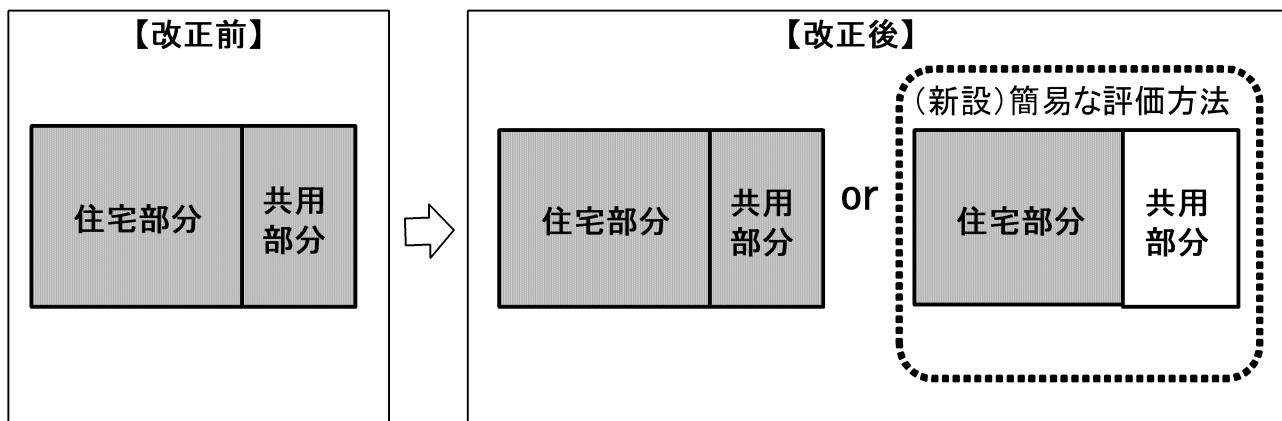 【改正前】
住宅部分
共用
部分
【改正後】
住宅部分
共用
部分
or
(新設)簡易な評価方法
住宅部分
共用
部分